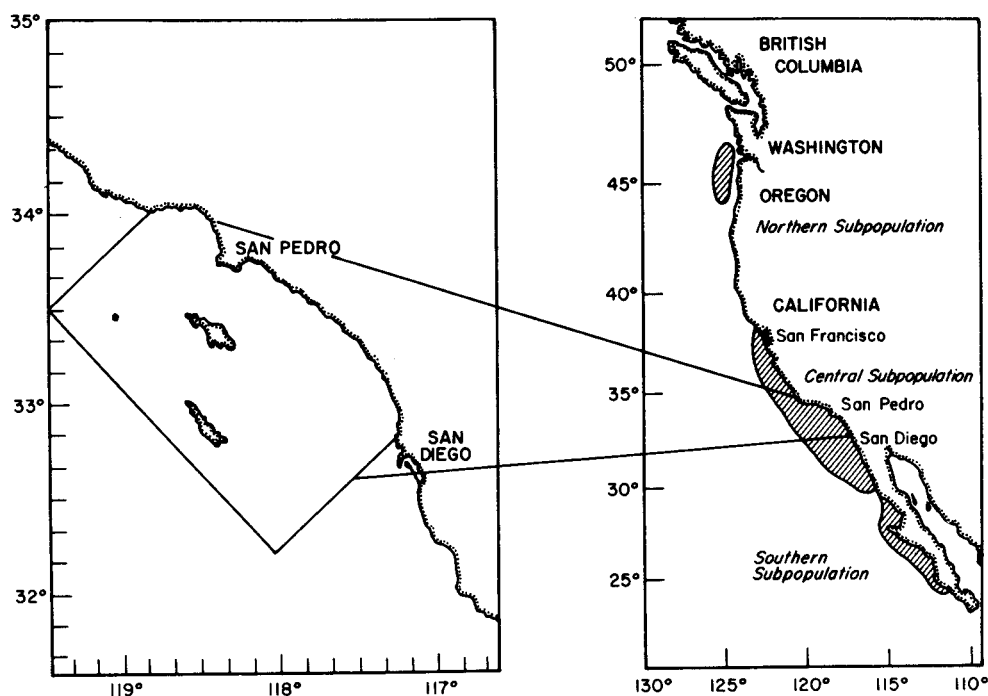 35°
34°
33°
32°
119°
118°
117°
SAN PEDRO
SAN
DIEGO
50°
45°
40°
35°
30°
25°
130°
125°
120°
115°
110°
BRITISH
COLUMBIA
WASHINGTON
OREGON
Northern Subpopulation
CALIFORNIA
San Francisco
Central Subpopulation
San Pedro
San Diego
Southern
Subpopulation